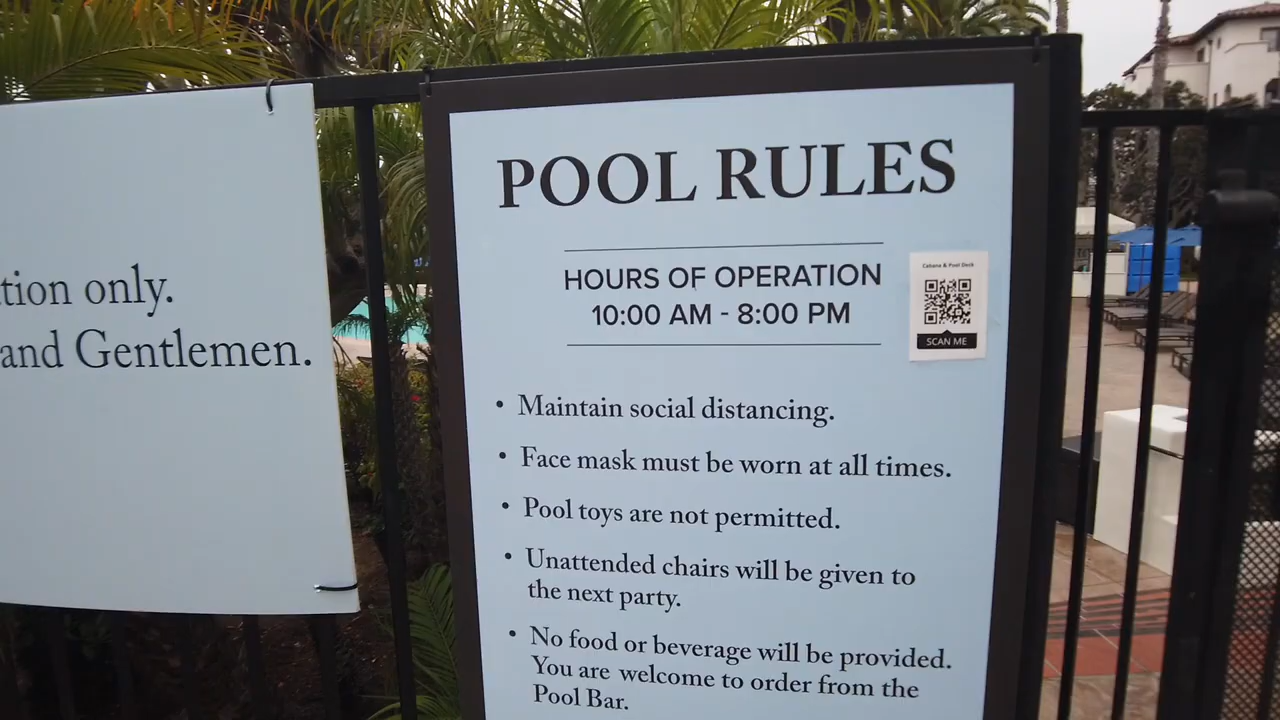 tion only.
and Gentlemen.
POOL RULES
HOURS OF OPERATION
10:00 AM - 8:00 PM
Cabana & Pool Deck
SCAN ME
• Maintain social distancing.
• Face mask must be worn at all times.
• Pool toys are not permitted.
• Unattended chairs will be given to
the next party.
• No food or beverage will be provided.
You are welcome to order from the
Pool Bar.